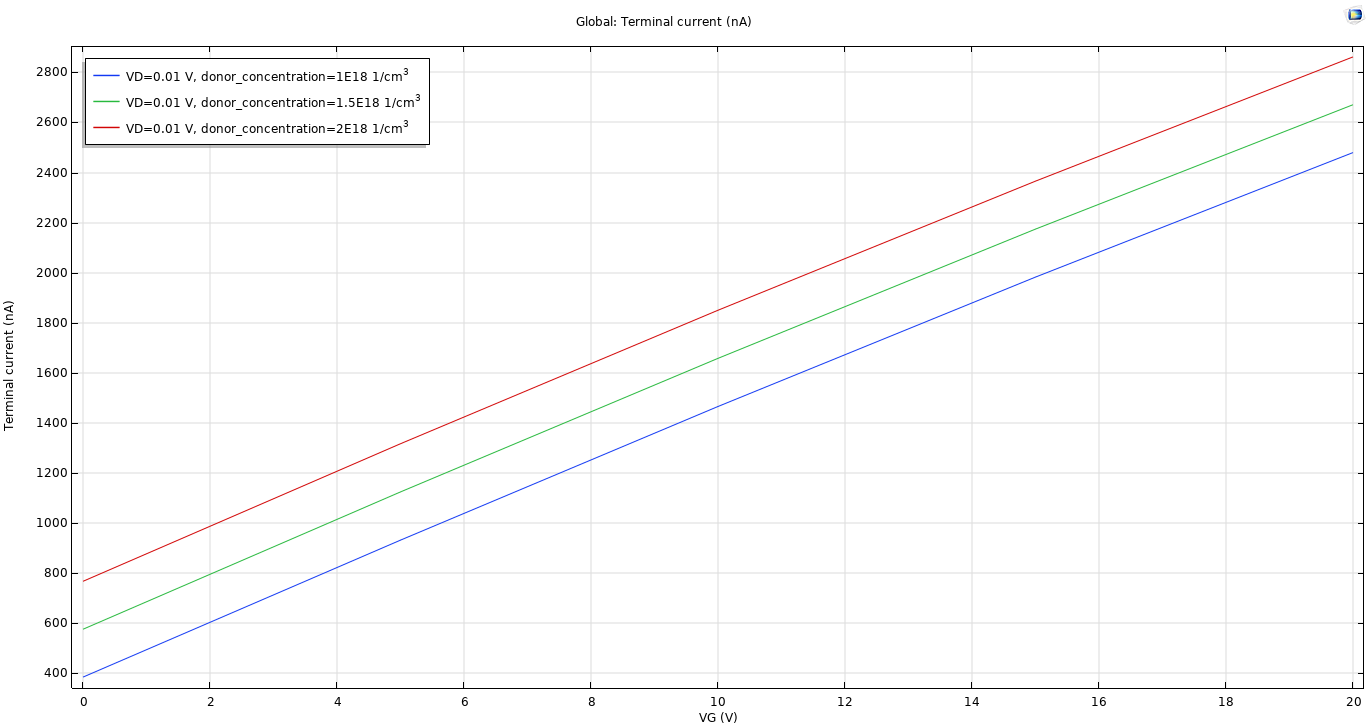 Global: Terminal current (nA)
VD=0.01 V, donor_concentration=1E18 1/cm³
VD=0.01 V, donor_concentration=1.5E18 1/cm³
VD=0.01 V, donor_concentration=2E18 1/cm³
2800
2600
2400
2200
2000
1800
1600
1400
1200
1000
800
600
400
Terminal current (nA)
0 2 4 6 8 10 12 14 16 18 20
VG (V)